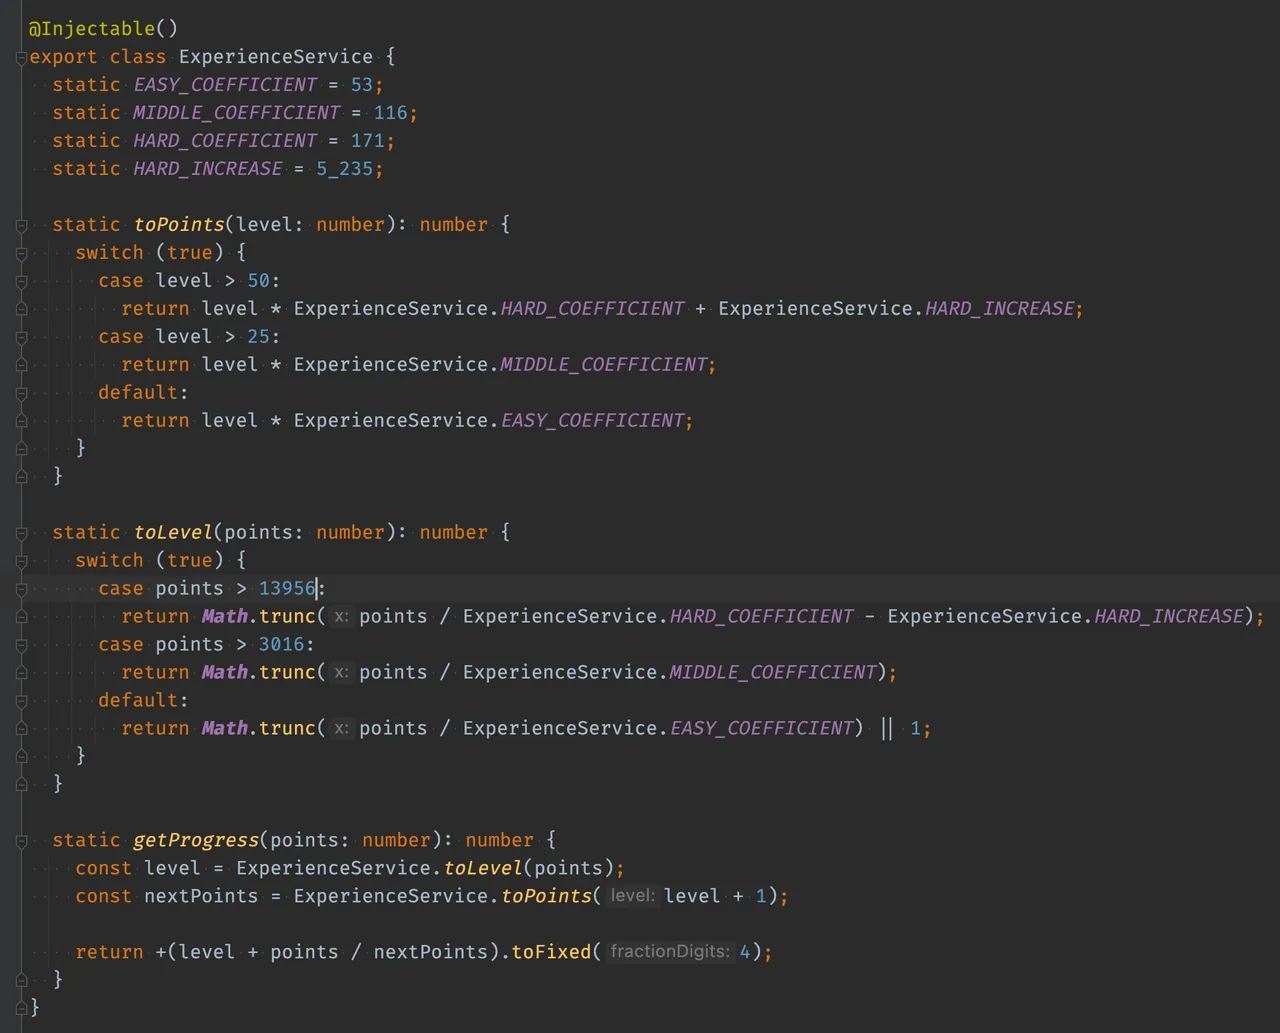 @Injectable()
export class ExperienceService {
static EASY_COEFFICIENT = 53;
static MIDDLE_COEFFICIENT = 116;
static HARD_COEFFICIENT = 171;
static HARD_INCREASE = 5_235;
static toPoints(level: number): number {
switch (true) {
case level > 50:
return level * ExperienceService.HARD_COEFFICIENT + ExperienceService.HARD_INCREASE;
case level > 25:
return level * ExperienceService.MIDDLE_COEFFICIENT;
default:
return level * ExperienceService.EASY_COEFFICIENT;
}
}
static toLevel(points: number): number {
switch (true) {
case points > 13956:
return Math.trunc( x: points / ExperienceService.HARD_COEFFICIENT - ExperienceService.HARD_INCREASE);
case points > 3016:
return Math.trunc( x: points / ExperienceService.MIDDLE_COEFFICIENT);
default:
return Math.trunc( x: points / ExperienceService.EASY_COEFFICIENT) || 1;
}
}
static getProgress(points: number): number {
const level = ExperienceService.toLevel(points);
const nextPoints = ExperienceService.toPoints( level: level + 1);
return +(level + points / nextPoints).toFixed( fractionDigits: 4);
}
}